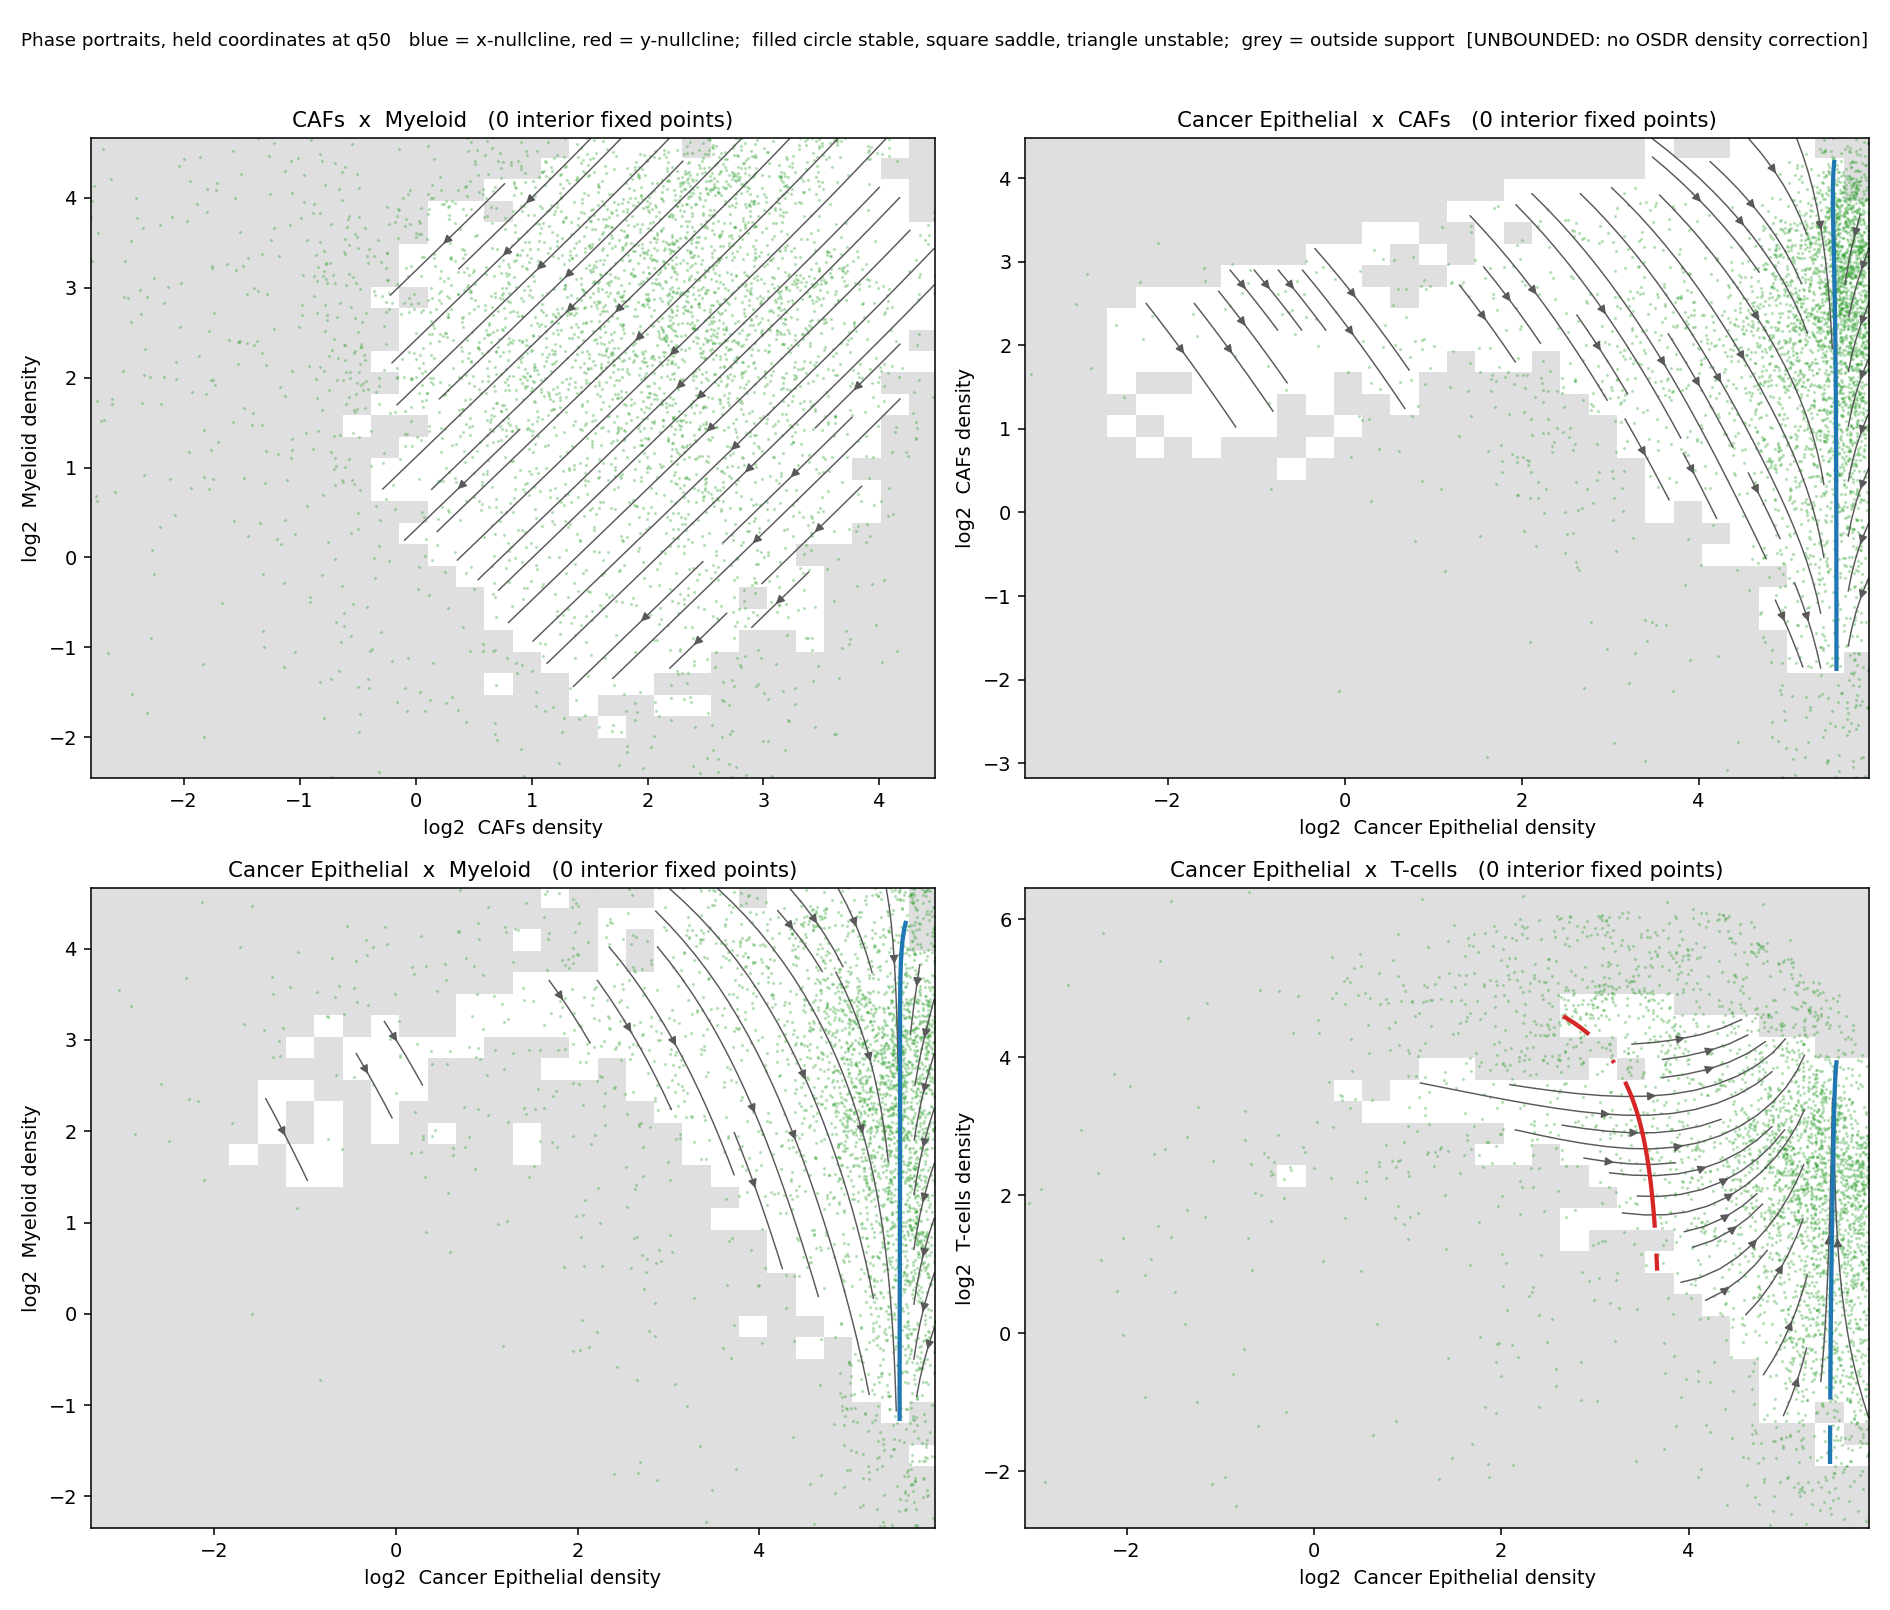 Phase portraits, held coordinates at q50   blue = x-nullcline, red = y-nullcline;  filled circle stable, square saddle, triangle unstable;  grey = outside support  [UNBOUNDED: no OSDR density correction]
CAFs  x  Myeloid   (0 interior fixed points)
log2  Myeloid density
4
3
2
1
0
−1
−2
−2 −1 0 1 2 3 4
log2  CAFs density
Cancer Epithelial  x  CAFs   (0 interior fixed points)
log2  CAFs density
4
3
2
1
0
−1
−2
−3
−2 0 2 4
log2  Cancer Epithelial density
Cancer Epithelial  x  Myeloid   (0 interior fixed points)
log2  Myeloid density
4
3
2
1
0
−1
−2
−2 0 2 4
log2  Cancer Epithelial density
Cancer Epithelial  x  T-cells   (0 interior fixed points)
log2  T-cells density
6
4
2
0
−2
−2 0 2 4
log2  Cancer Epithelial density